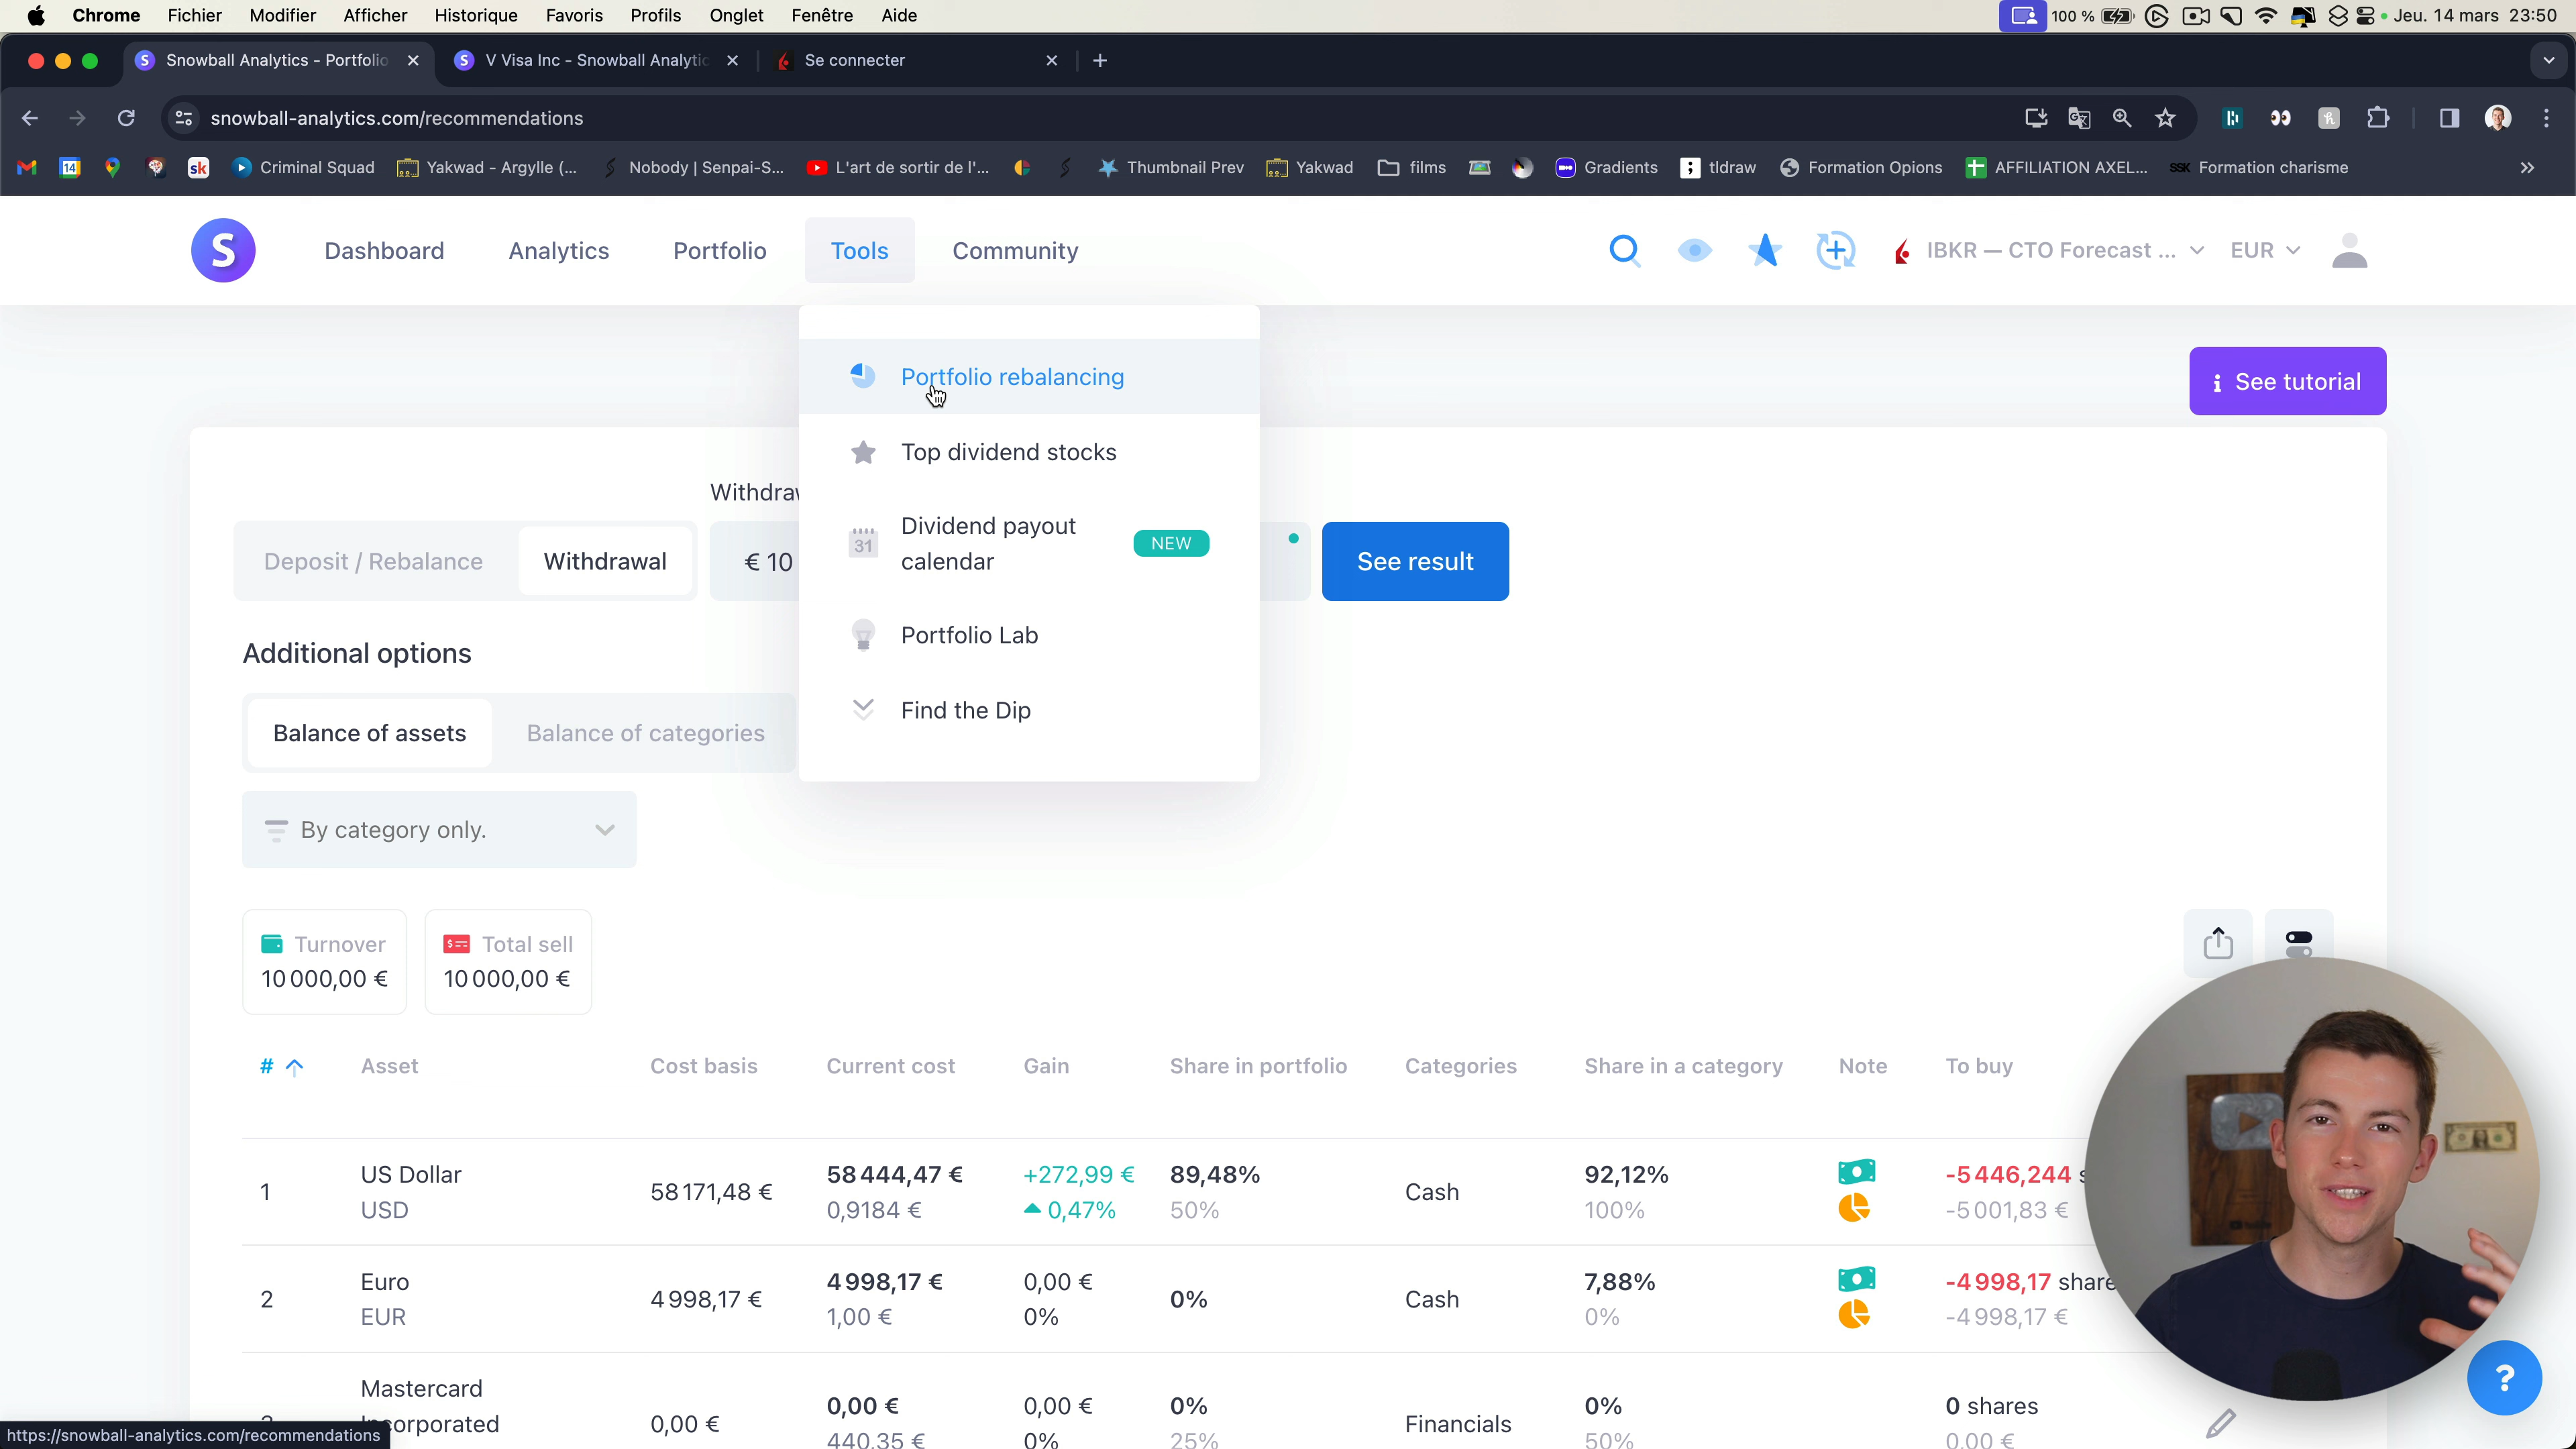 Chrome Fichier Modifier Afficher Historique Favoris Profils Onglet Fenêtre Aide
100 % Jeu. 14 mars 23:50
Snowball Analytics - Portfolio
V Visa Inc - Snowball Analytic
Se connecter
snowball-analytics.com/recommendations
14
sk
Criminal Squad
Yakwad - Argylle (...
Nobody | Senpai-S...
L'art de sortir de l'...
Thumbnail Prev
Yakwad
films
Gradients
tldraw
Formation Opions
AFFILIATION AXEL...
Formation charisme
S
Dashboard
Analytics
Portfolio
Tools
Community
IBKR — CTO Forecast ...
EUR
Portfolio rebalancing
See tutorial
Top dividend stocks
Withdraw
Dividend payout
calendar
31
NEW
Deposit / Rebalance
Withdrawal
€ 10
See result
Portfolio Lab
Additional options
Find the Dip
Balance of assets
Balance of categories
By category only.
Turnover
10 000,00 €
Total sell
10 000,00 €
# Asset Cost basis Current cost Gain Share in portfolio Categories Share in a category Note To buy
1 US Dollar 58 171,48 € 58 444,47 € +272,99 € 89,48% Cash 92,12% -5 446,244 s
USD 0,9184 € 0,47% 50% 100% -5 001,83 €
2 Euro 4 998,17 € 4 998,17 € 0,00 € 0% Cash 7,88% -4 998,17 share
EUR 1,00 € 0% 0% -4 998,17 €
Mastercard
Incorporated 0,00 € 0,00 € 0,00 € 0% Financials 0% 0 shares
440,35 € 0% 25% 50% 0,00 €
https://snowball-analytics.com/recommendations
?